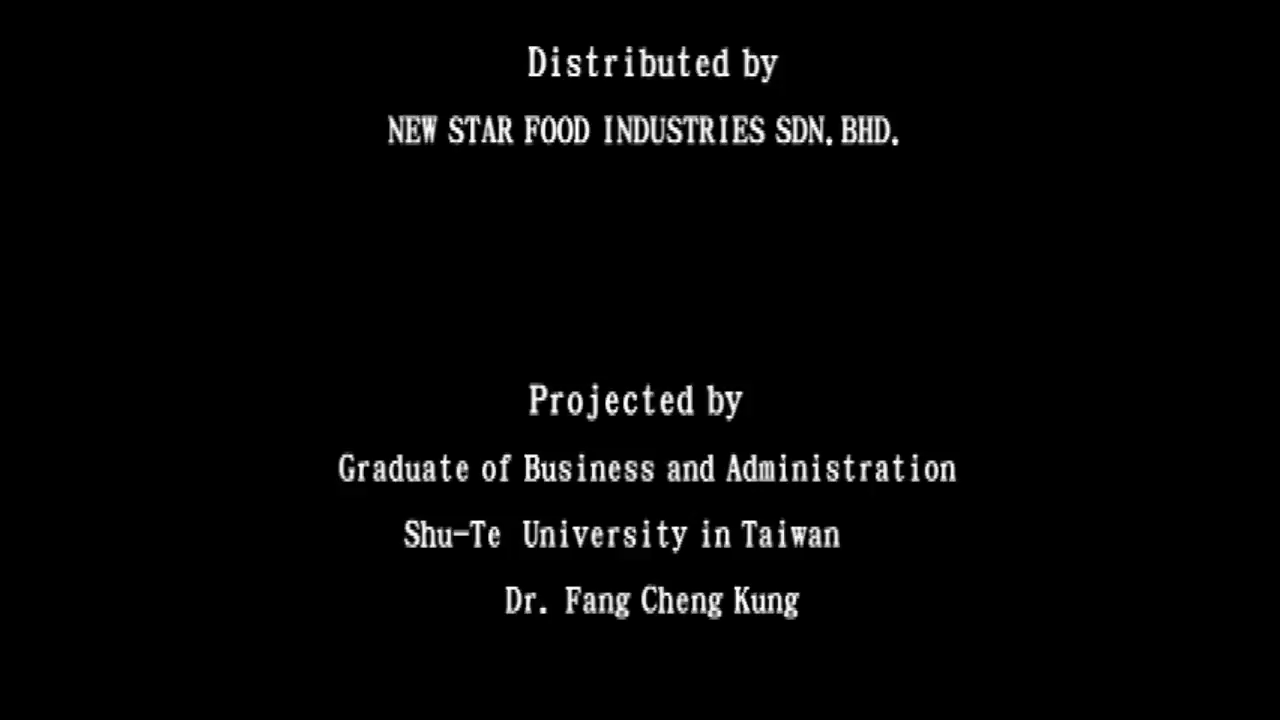 Distributed by
NEW STAR FOOD INDUSTRIES SDN.BHD.
Projected by
Graduate of Business and Administration
Shu-Te University in Taiwan
Dr. Fang Cheng Kung